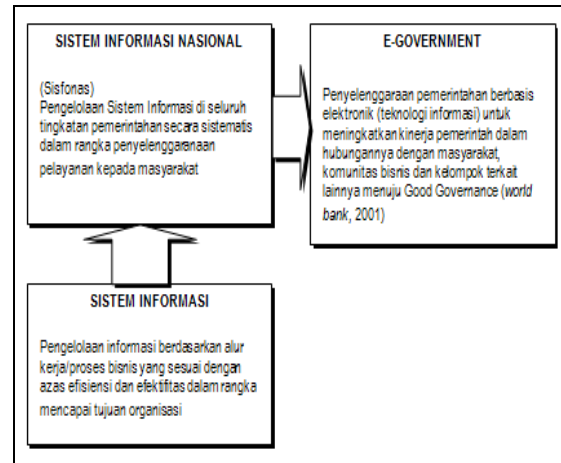 SISTEM INFORMASI NASIONAL
(Sisfonas)
Pengelolaan Sistem Informasi di seluruh
tingkatan pemerintahan secara sistematis
dalam rangka penyelenggaranaan
pelayanan kepada masyarakat
E-GOVERNMENT
Penyelenggaraan pemerintahan berbasis
elektronik (teknologi informasi) untuk
meningkatkan kinerja pemerintah dalam
hubungannya dengan masyarakat,
komunitas bisnis dan kelompok terkait
lainnya menuju Good Governance (world
bank, 2001)
SISTEM INFORMASI
Pengelolaan informasi berdasarkan alur
kerja/proses bisnis yang sesuai dengan
azas efisiensi dan efektifitas dalam rangka
mencapai tujuan organisasi